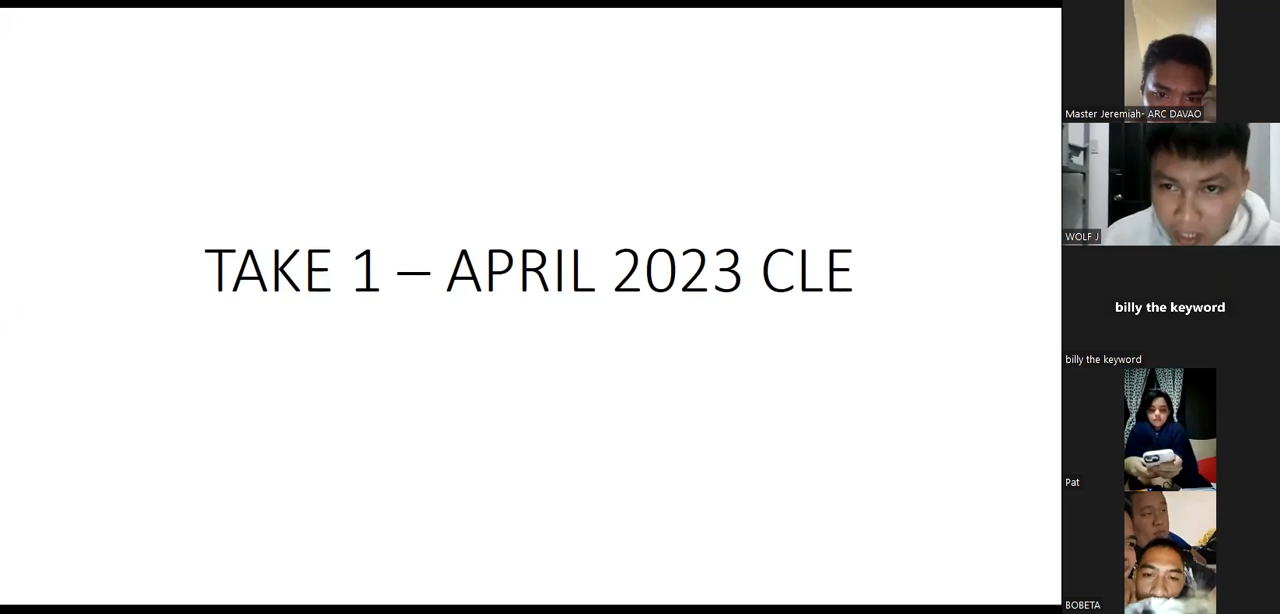 TAKE 1 – APRIL 2023 CLE
Master Jeremiah- ARC DAVAO
WOLF J
billy the keyword
billy the keyword
Pat
BOBETA